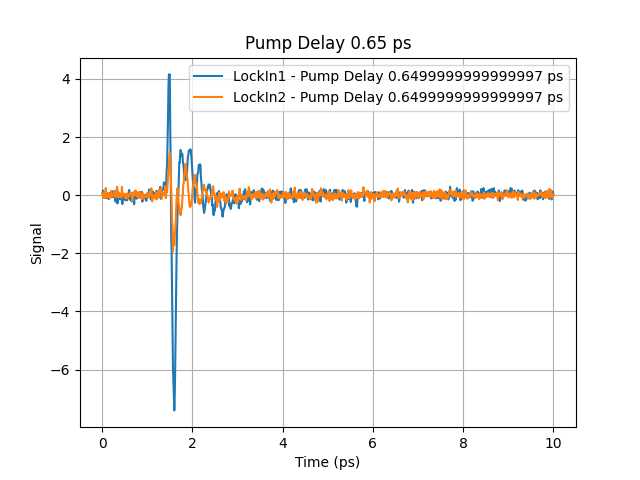 Pump Delay 0.65 ps
LockIn1 - Pump Delay 0.6499999999999997 ps
LockIn2 - Pump Delay 0.6499999999999997 ps
4
2
0
−2
−4
−6
Signal
0 2 4 6 8 10
Time (ps)